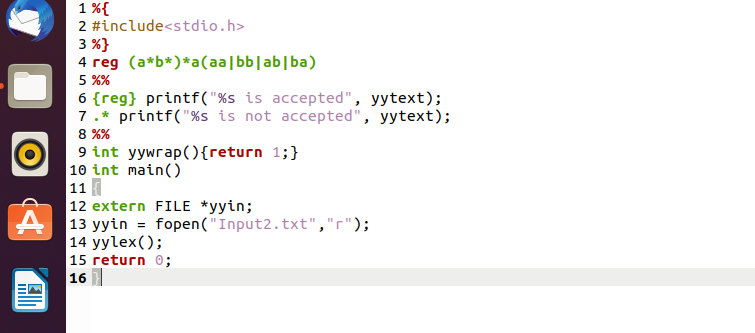 1 %{
2 #include<stdio.h>
3 %}
4 reg (a*b*)*a(aa|bb|ab|ba)
5 %%
6 {reg} printf("%s is accepted", yytext);
7 .* printf("%s is not accepted", yytext);
8 %%
9 int yywrap(){return 1;}
10 int main()
11 {
12 extern FILE *yyin;
13 yyin = fopen("Input2.txt","r");
14 yylex();
15 return 0;
16 }